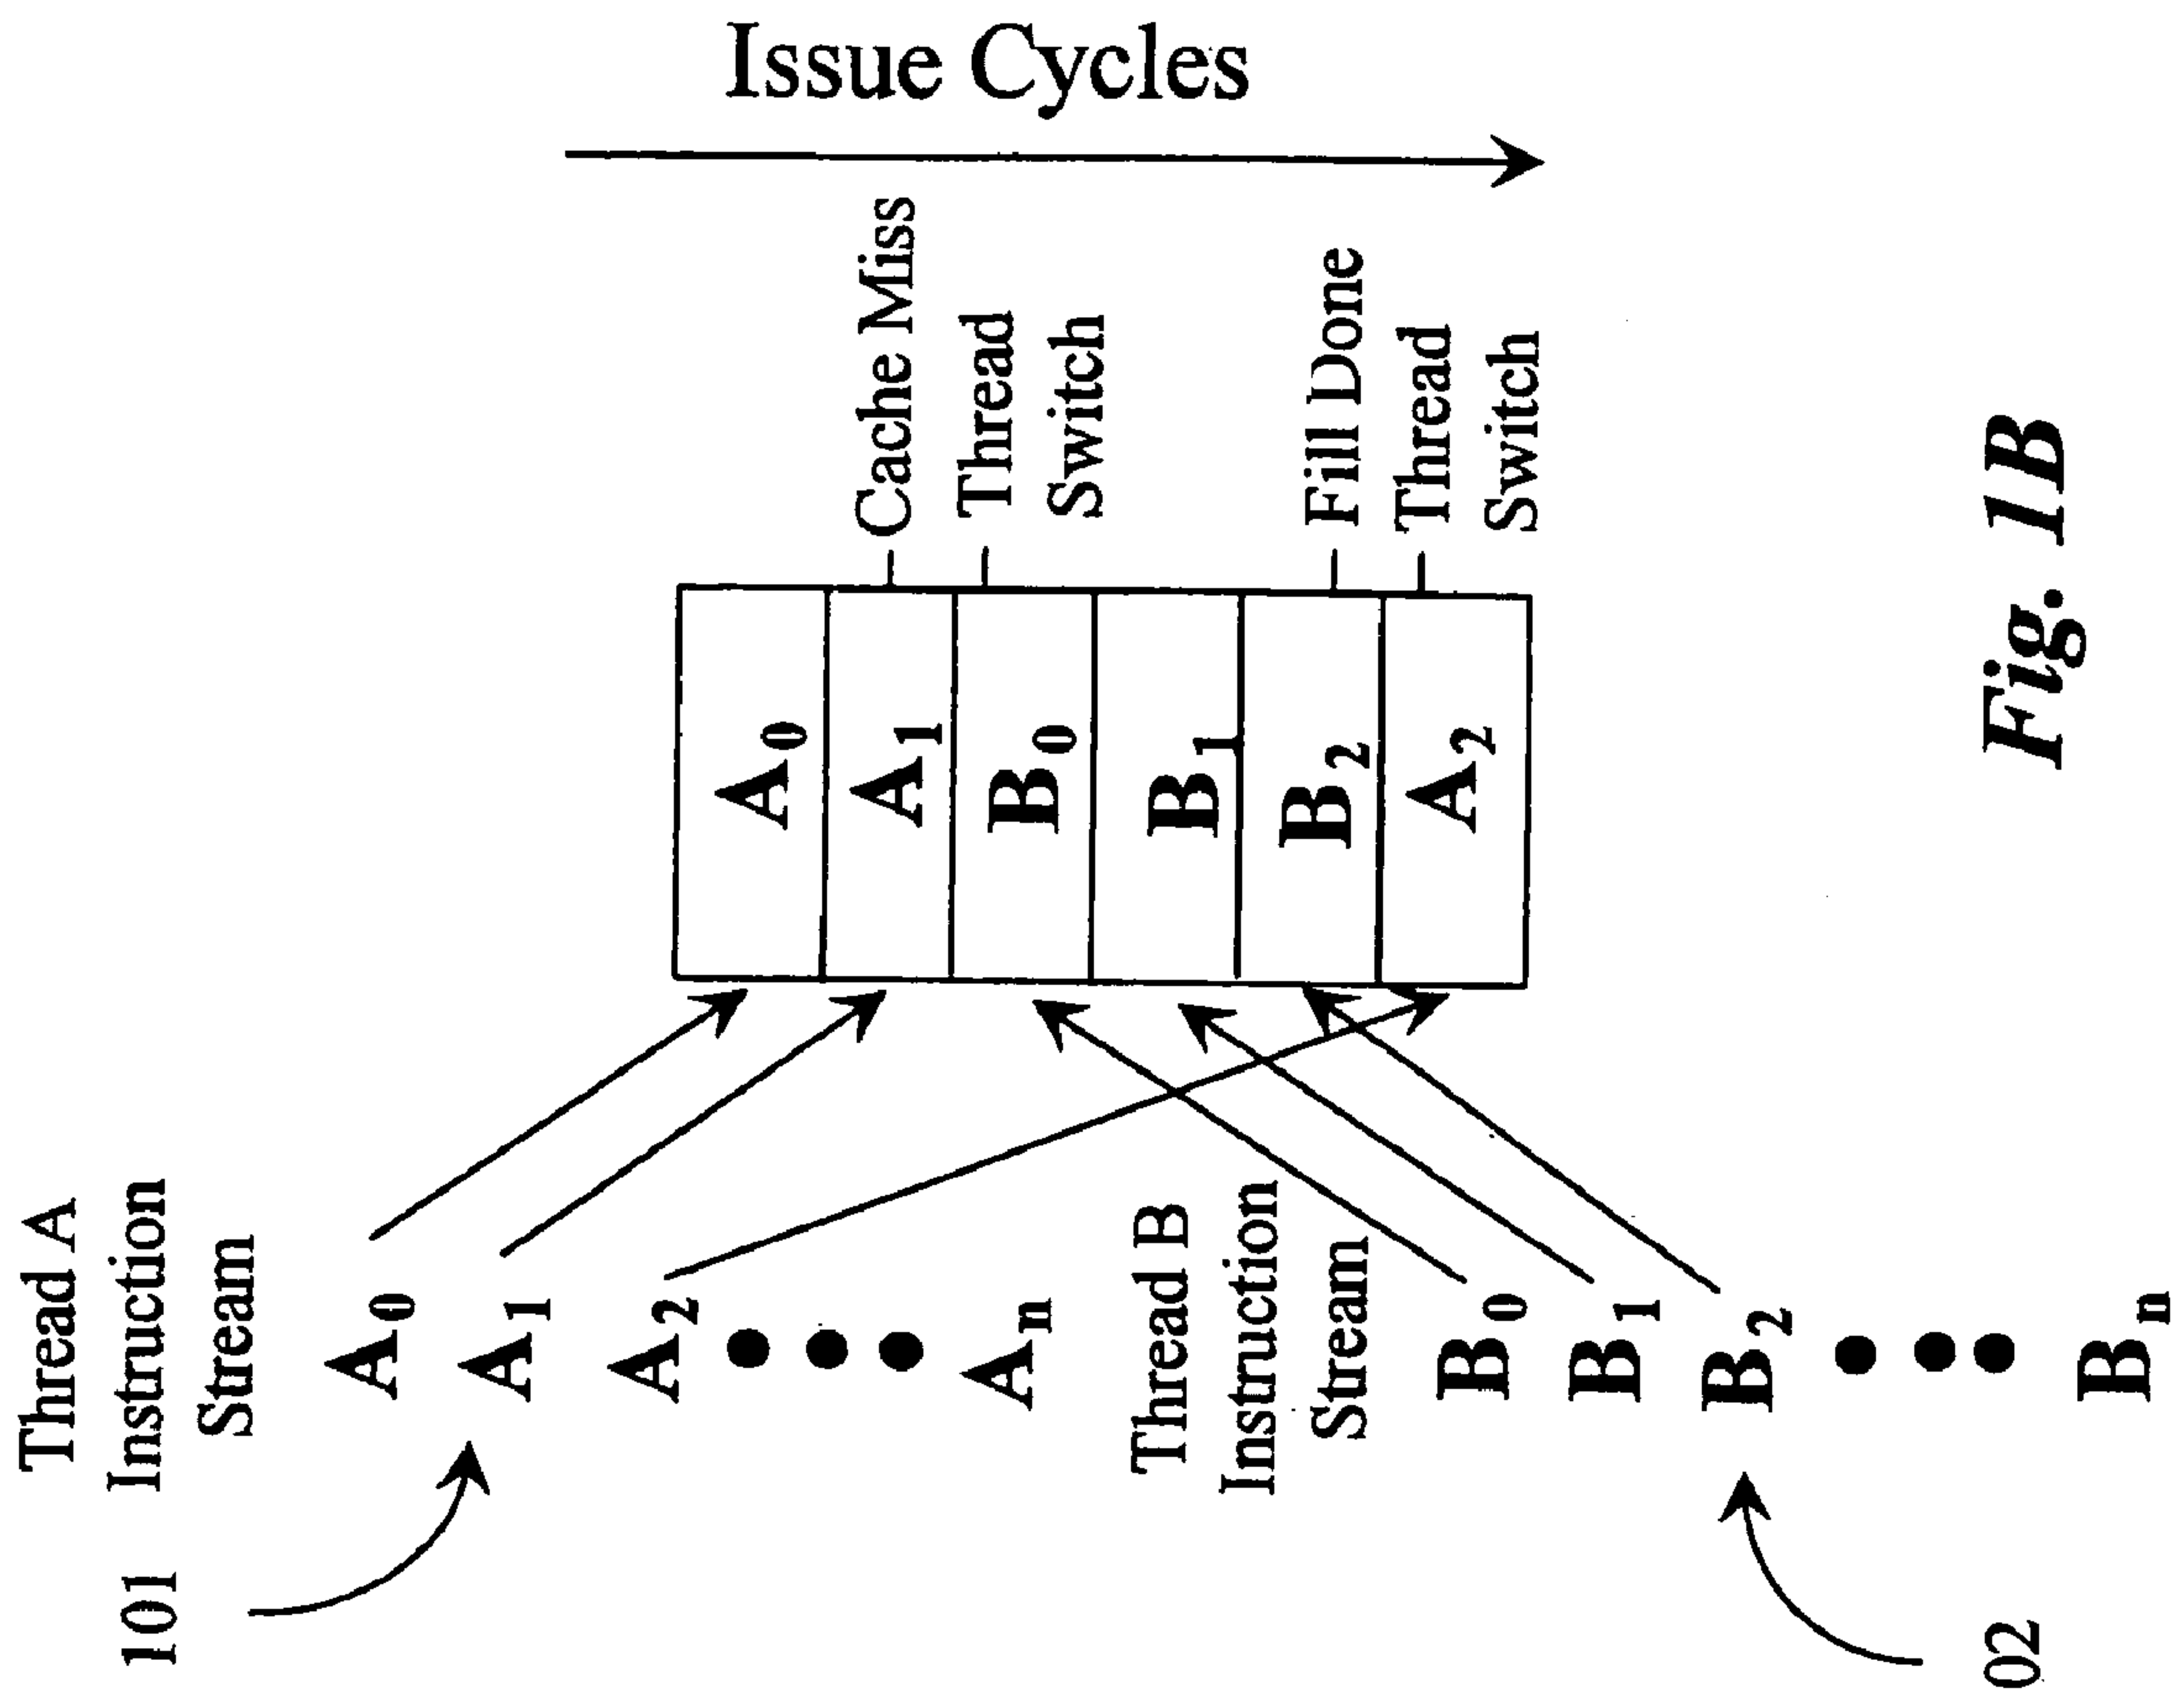 101
Thread A
Instruction
Stream
A0
A1
A2
An
Thread B
Instruction
Stream
B0
B1
B2
Bn
02
A0
A1
B0
B1
B2
A2
Cache Miss
Thread
Switch
Fill Done
Thread
Switch
Issue Cycles
Fig. 1B